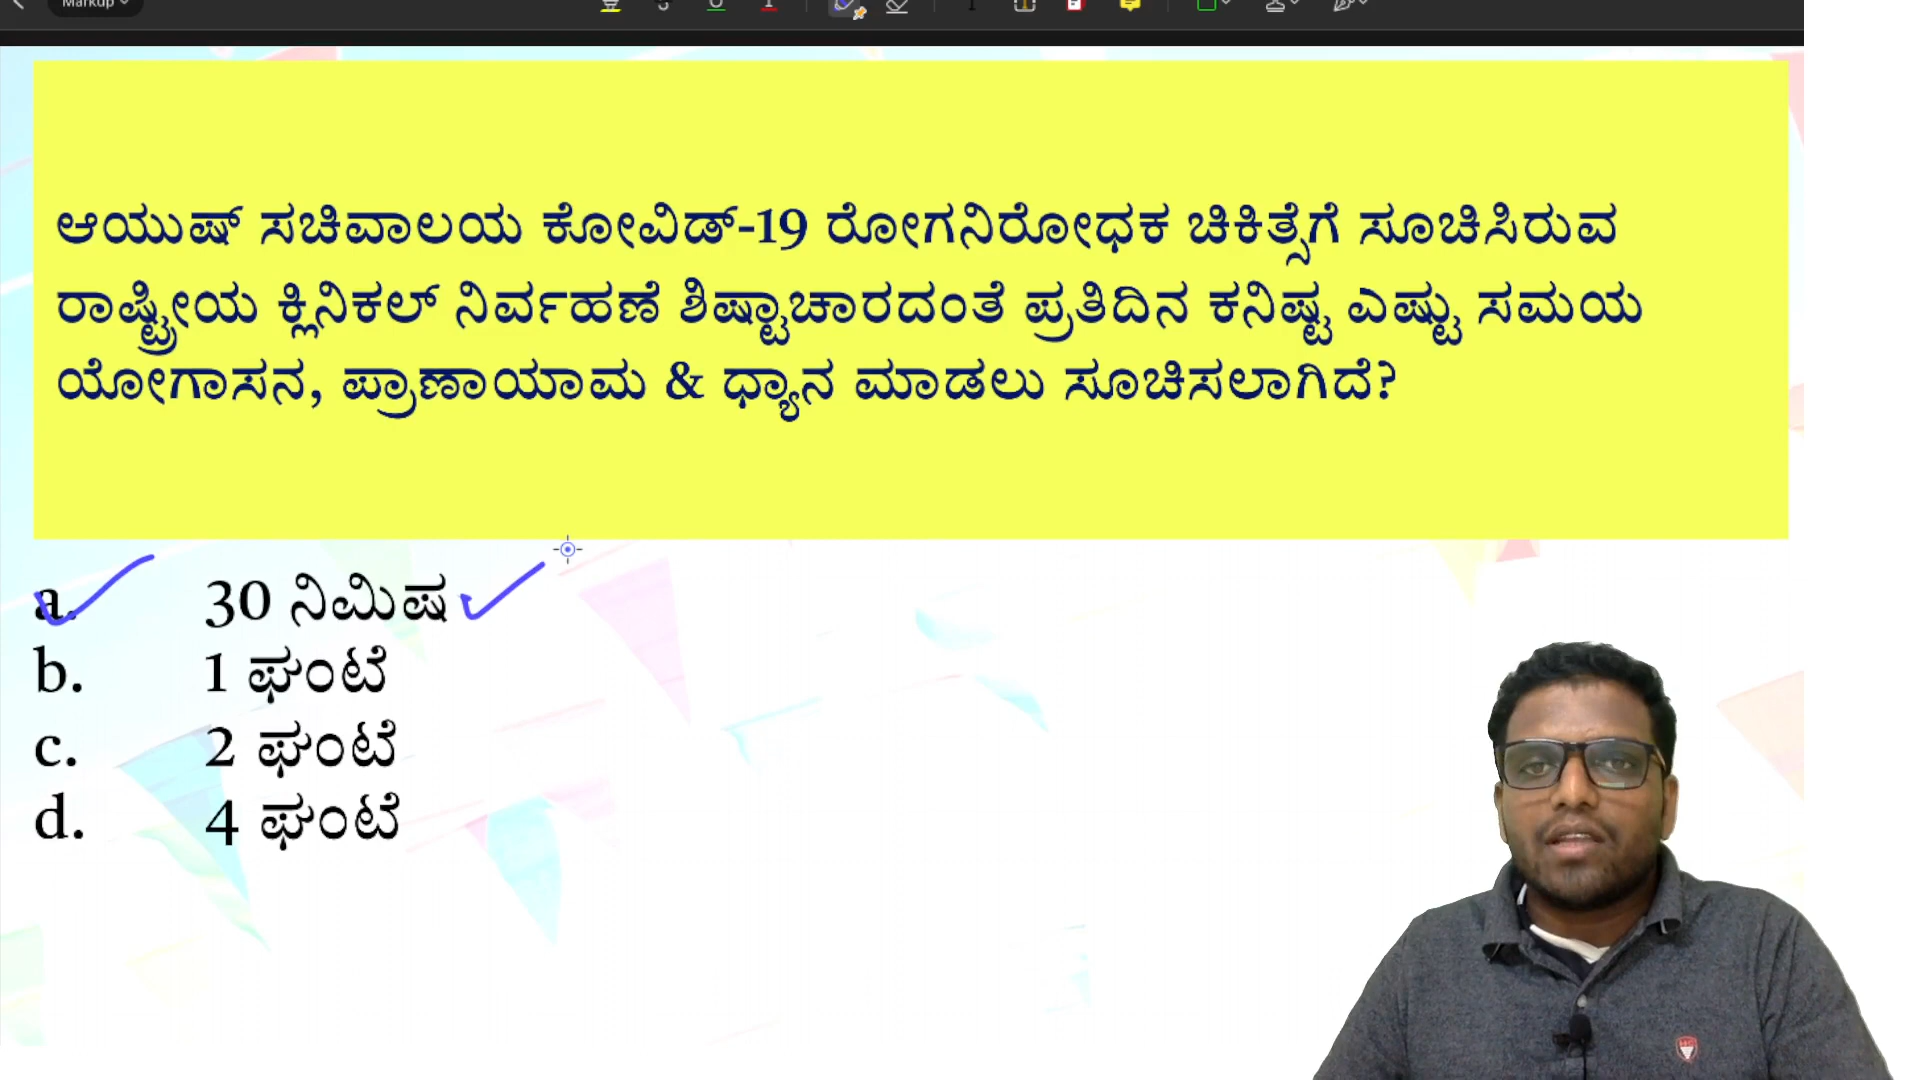 Markup
ಆಯುಷ್ ಸಚಿವಾಲಯ ಕೋವಿಡ್-19 ರೋಗನಿರೋಧಕ ಚಿಕಿತ್ಸೆಗೆ ಸೂಚಿಸಿರುವ
ರಾಷ್ಟ್ರೀಯ ಕ್ಲಿನಿಕಲ್ ನಿರ್ವಹಣೆ ಶಿಷ್ಟಾಚಾರದಂತೆ ಪ್ರತಿದಿನ ಕನಿಷ್ಟ ಎಷ್ಟು ಸಮಯ
ಯೋಗಾಸನ, ಪ್ರಾಣಾಯಾಮ & ಧ್ಯಾನ ಮಾಡಲು ಸೂಚಿಸಲಾಗಿದೆ?
a. 30 ನಿಮಿಷ
b. 1 ಘಂಟೆ
c. 2 ಘಂಟೆ
d. 4 ಘಂಟೆ